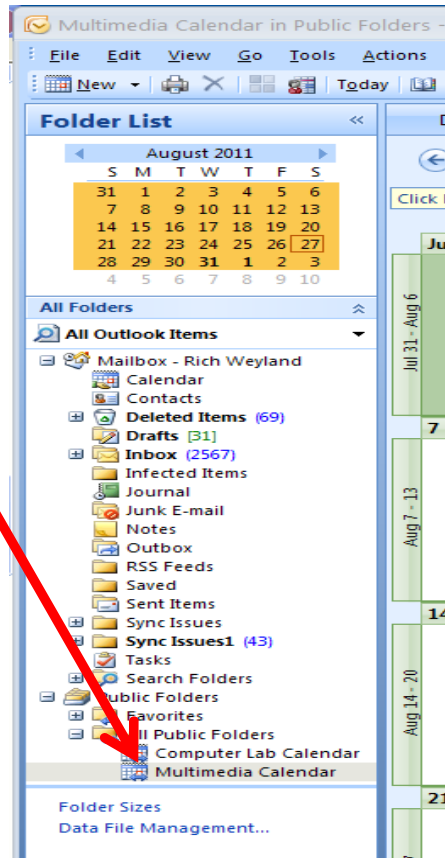 Multimedia Calendar in Public Folders -
File Edit View Go Tools Actions
New Today
Folder List «
August 2011
S M T W T F S
31 1 2 3 4 5 6
7 8 9 10 11 12 13
14 15 16 17 18 19 20
21 22 23 24 25 26 27
28 29 30 31 1 2 3
4 5 6 7 8 9 10
All Folders
All Outlook Items
Mailbox - Rich Weyland
Calendar
Contacts
Deleted Items (69)
Drafts [31]
Inbox (2567)
Infected Items
Journal
Junk E-mail
Notes
Outbox
RSS Feeds
Saved
Sent Items
Sync Issues
Sync Issues1 (43)
Tasks
Search Folders
Public Folders
Favorites
All Public Folders
Computer Lab Calendar
Multimedia Calendar
Folder Sizes
Data File Management...
D
Click
Ju
Jul 31 - Aug 6
7
Aug 7 - 13
14
Aug 14 - 20
21